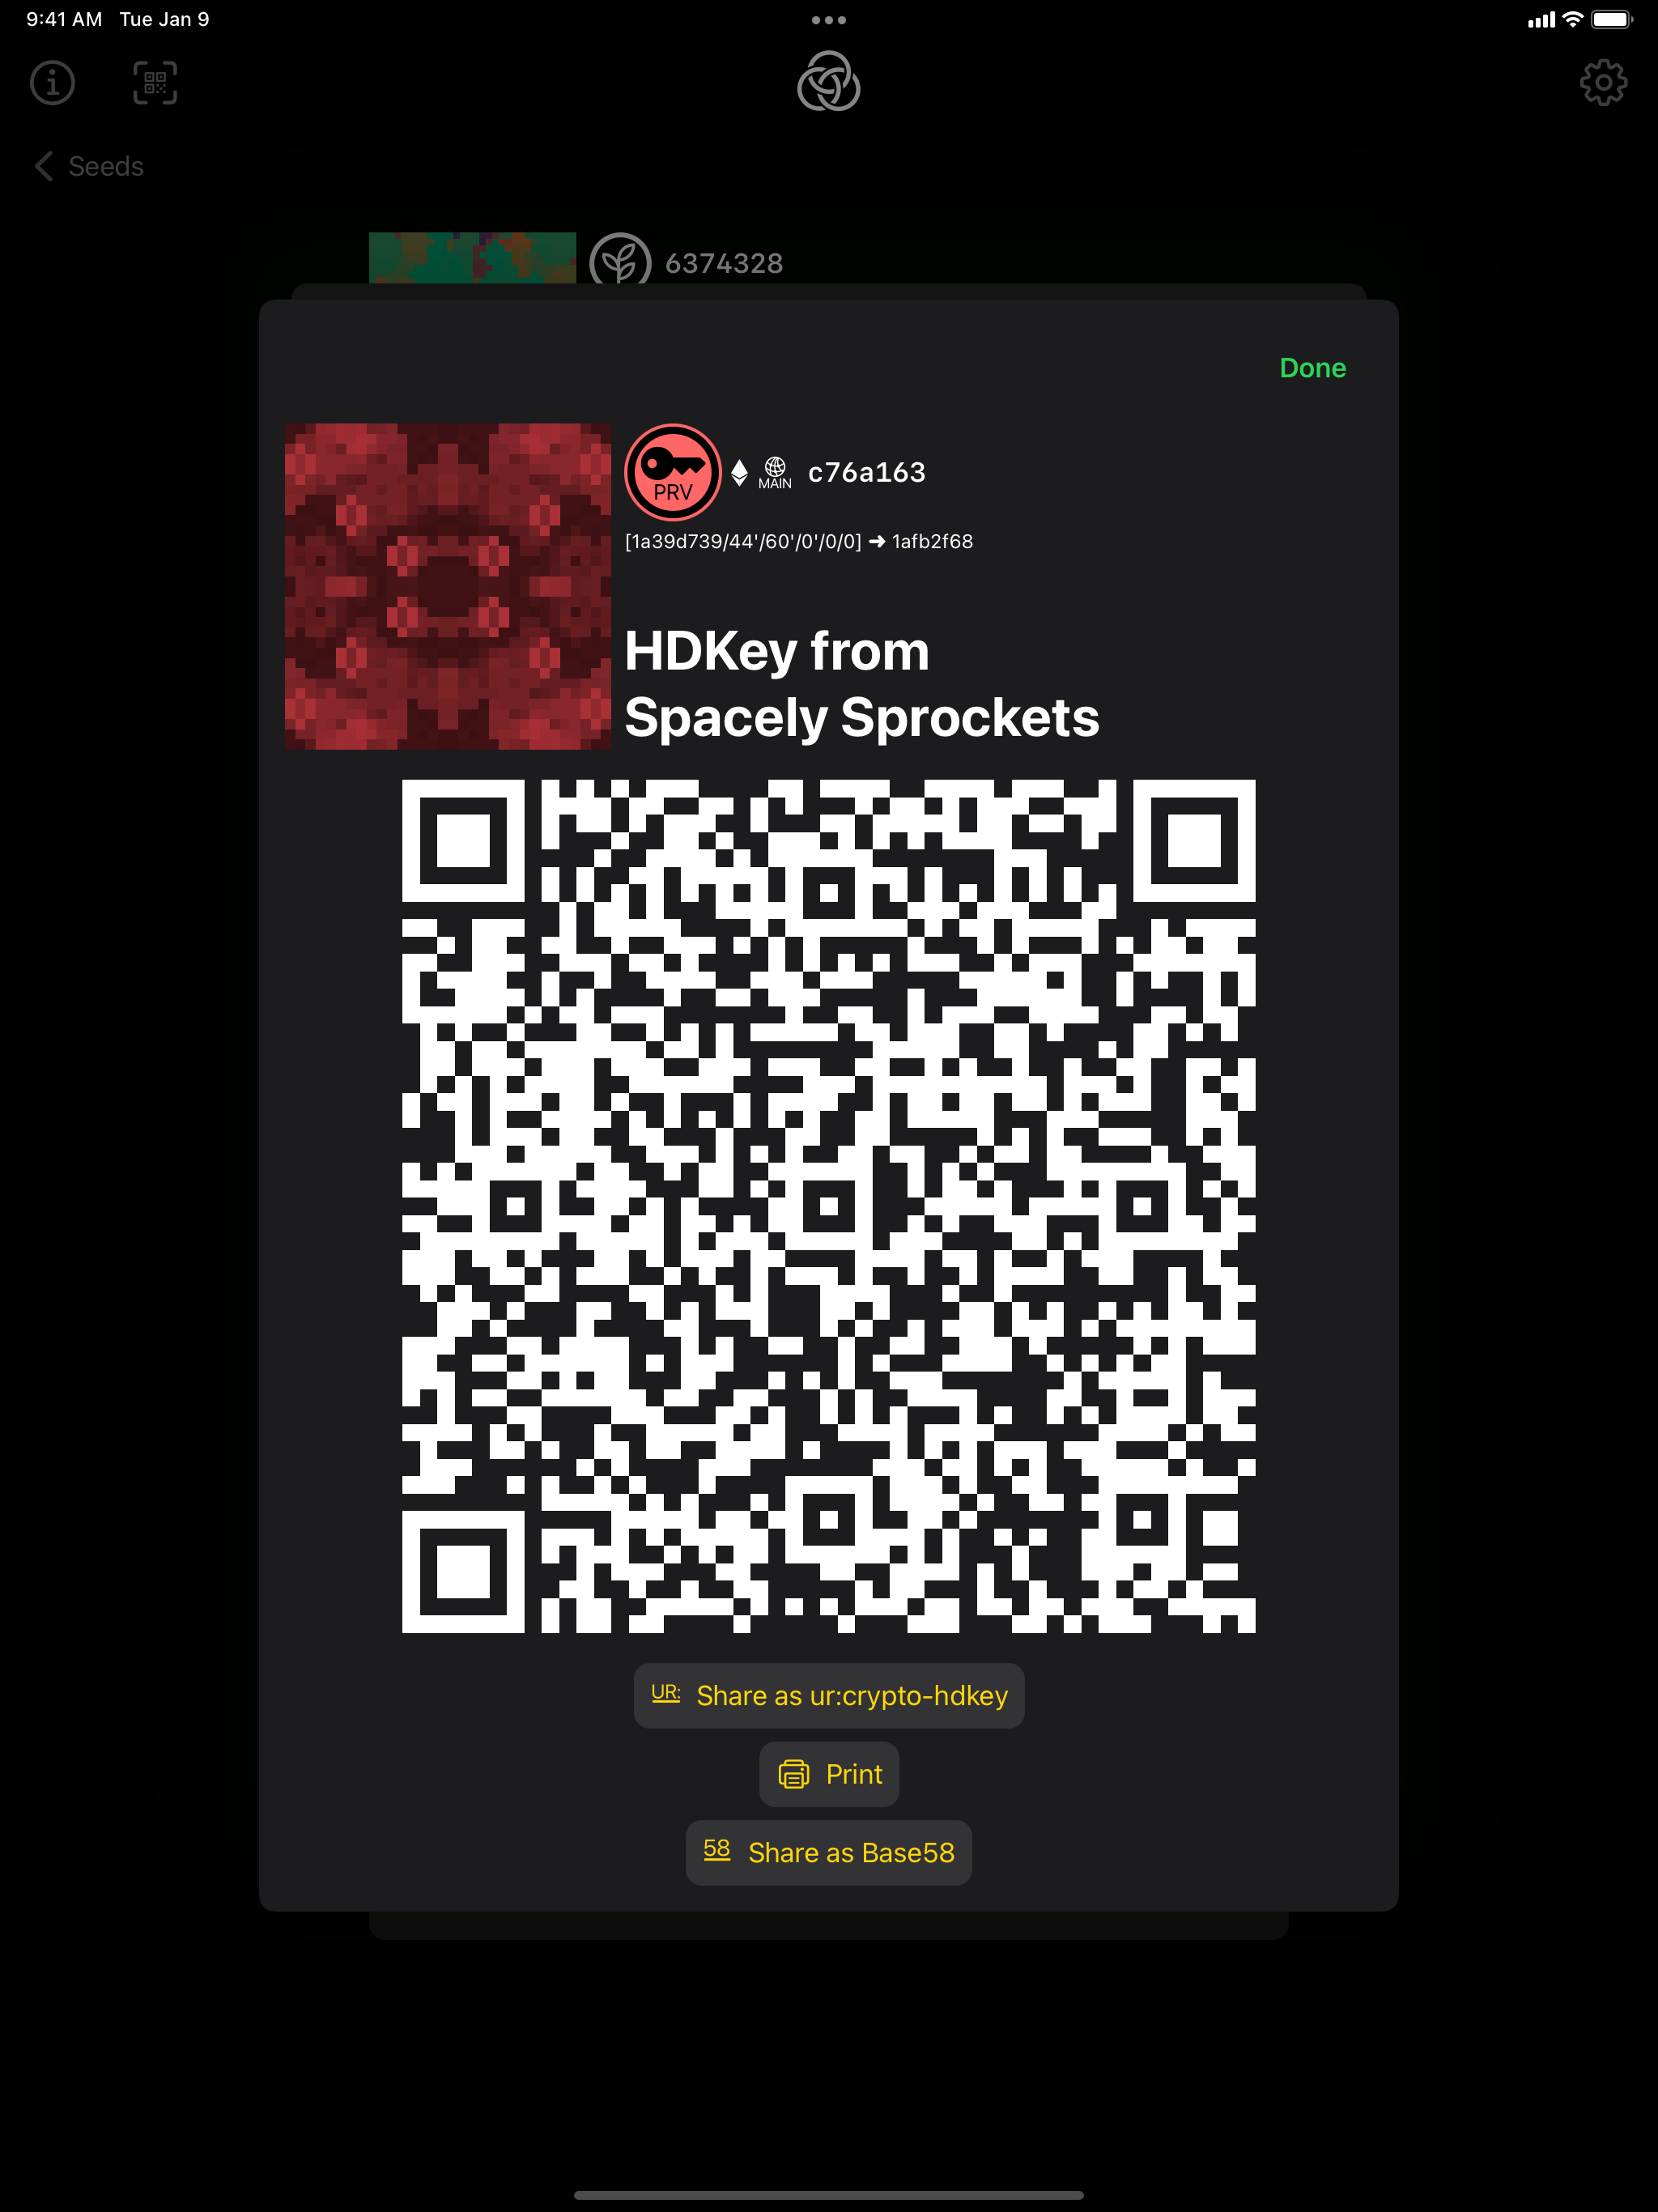 9:41 AM Tue Jan 9
Seeds
6374328
Done
PRV
MAIN
c76a163
[1a39d739/44'/60'/0'/0/0] ➜ 1afb2f68
HDKey from
Spacely Sprockets
UR: Share as ur:crypto-hdkey
Print
58 Share as Base58